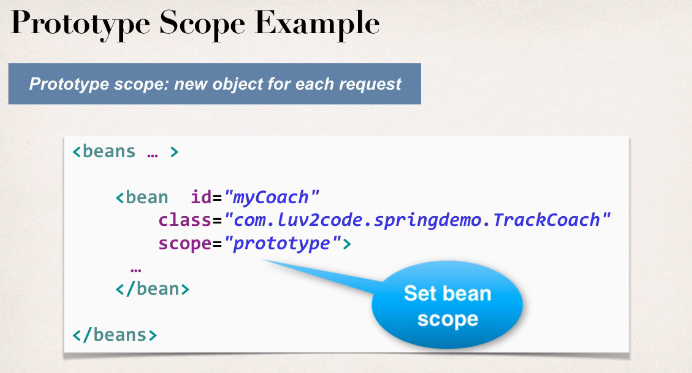 Prototype Scope Example
Prototype scope: new object for each request
<beans … >
<bean id="myCoach"
class="com.luv2code.springdemo.TrackCoach"
scope="prototype">
…
</bean>
</beans>
Set bean
scope